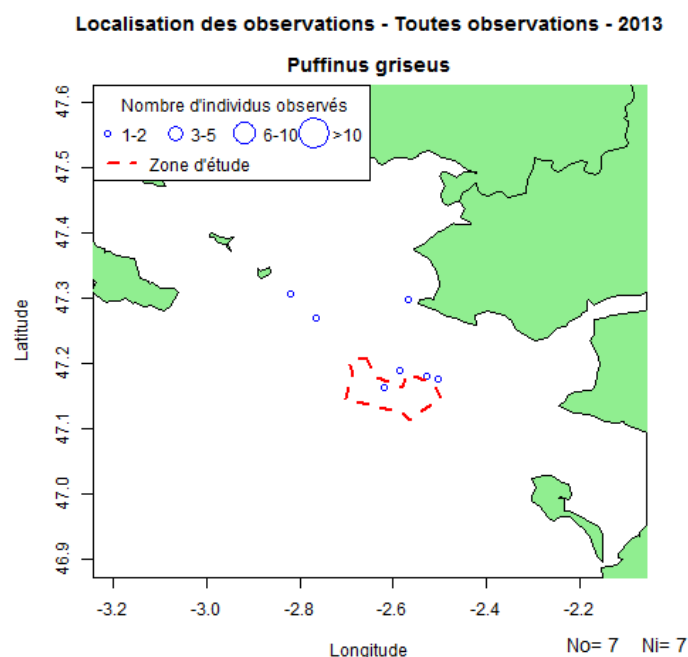 Localisation des observations - Toutes observations - 2013
Puffinus griseus
Nombre d'individus observés
1-2 3-5 6-10 >10
Zone d'étude
47.6
47.5
47.4
47.3
47.2
47.1
47.0
46.9
Latitude
-3.2 -3.0 -2.8 -2.6 -2.4 -2.2
Longitude
No= 7 Ni= 7